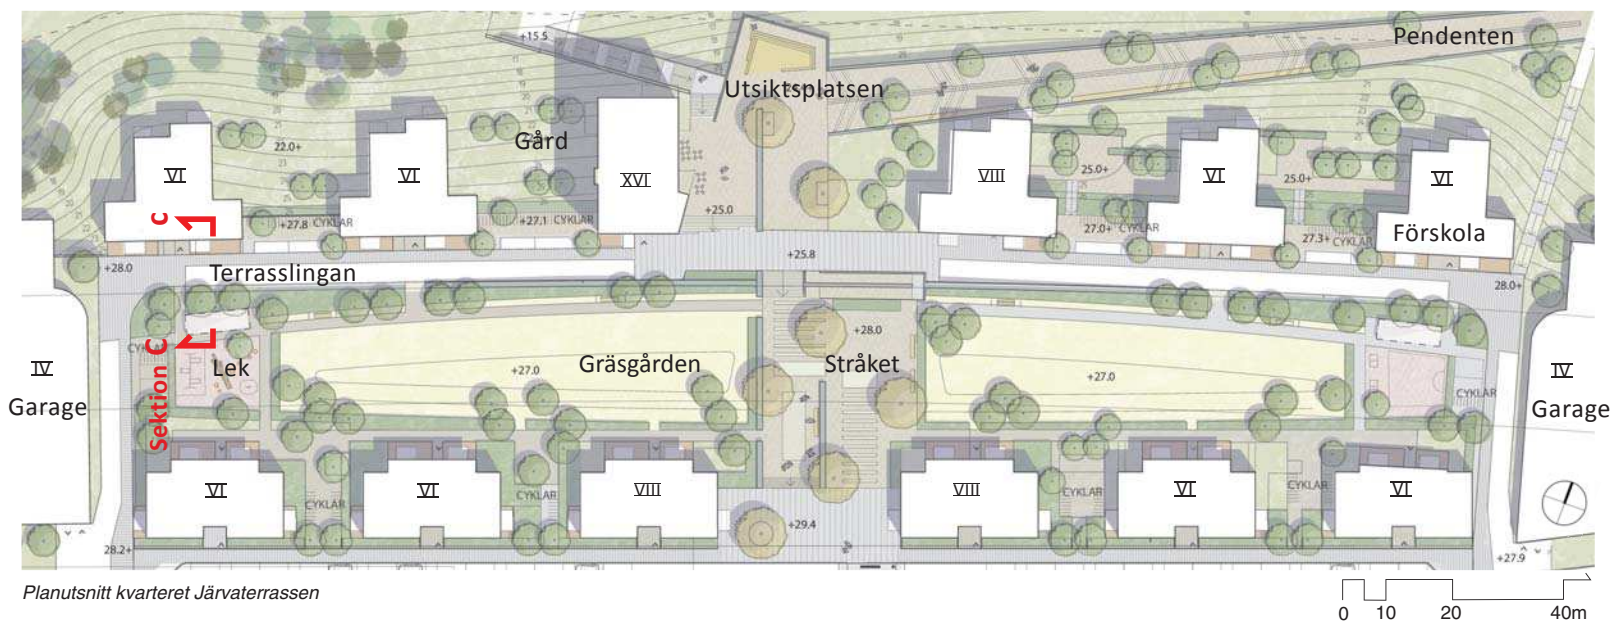 +15.5
Pendenten
Utsiktsplatsen
Gård
22.0+
VI
VI
XVI
VIII
25.0+
VI
25.0+
VI
C
+27.8
CYKLAR
+27.1
CYKLAR
+25.0
27.0+
CYKLAR
27.3+
CYKLAR
Förskola
+28.0
Terrasslingan
+25.8
28.0+
+28.0
Sektion C
Lek
+27.0
Gräsgården
Stråket
+27.0
CYKLAR
IV
Garage
IV
Garage
VI
CYKLAR
VI
CYKLAR
VIII
VIII
CYKLAR
VI
CYKLAR
VI
+29.4
28.2+
+27.9
Planutsnitt kvarteret Järvaterrassen
0 10 20 40m